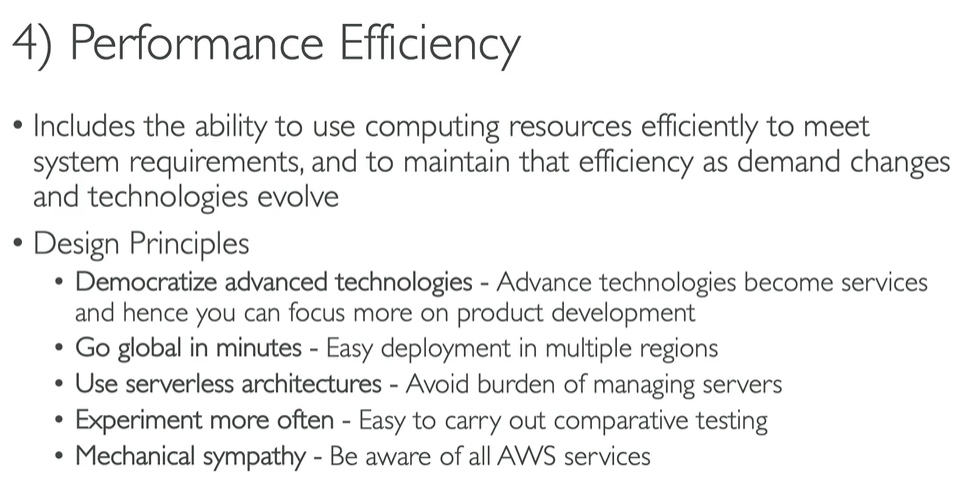 4) Performance Efficiency
• Includes the ability to use computing resources efficiently to meet
system requirements, and to maintain that efficiency as demand changes
and technologies evolve
• Design Principles
• Democratize advanced technologies - Advance technologies become services
and hence you can focus more on product development
• Go global in minutes - Easy deployment in multiple regions
• Use serverless architectures - Avoid burden of managing servers
• Experiment more often - Easy to carry out comparative testing
• Mechanical sympathy - Be aware of all AWS services